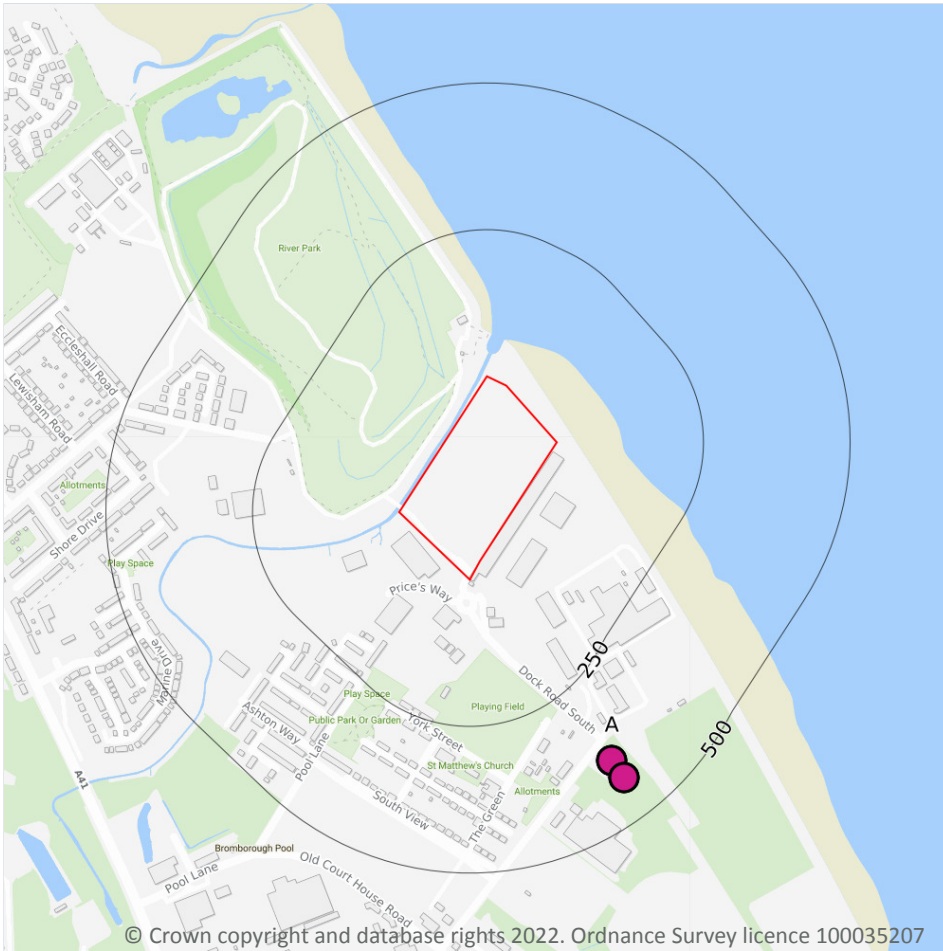 River Park
Eccleshall Road
Lewisham Road
Allotments
Shore Drive
Play Space
Price's Way
Marine Drive
250
Dock Road South
Play Space
Playing Field
Public Park Or Garden
Ashton Way
York Street
A
500
Pool Lane
St Matthew's Church
A41
Allotments
South View
The Green
Bromborough Pool
Old Court House Road
Pool Lane
© Crown copyright and database rights 2022. Ordnance Survey licence 100035207